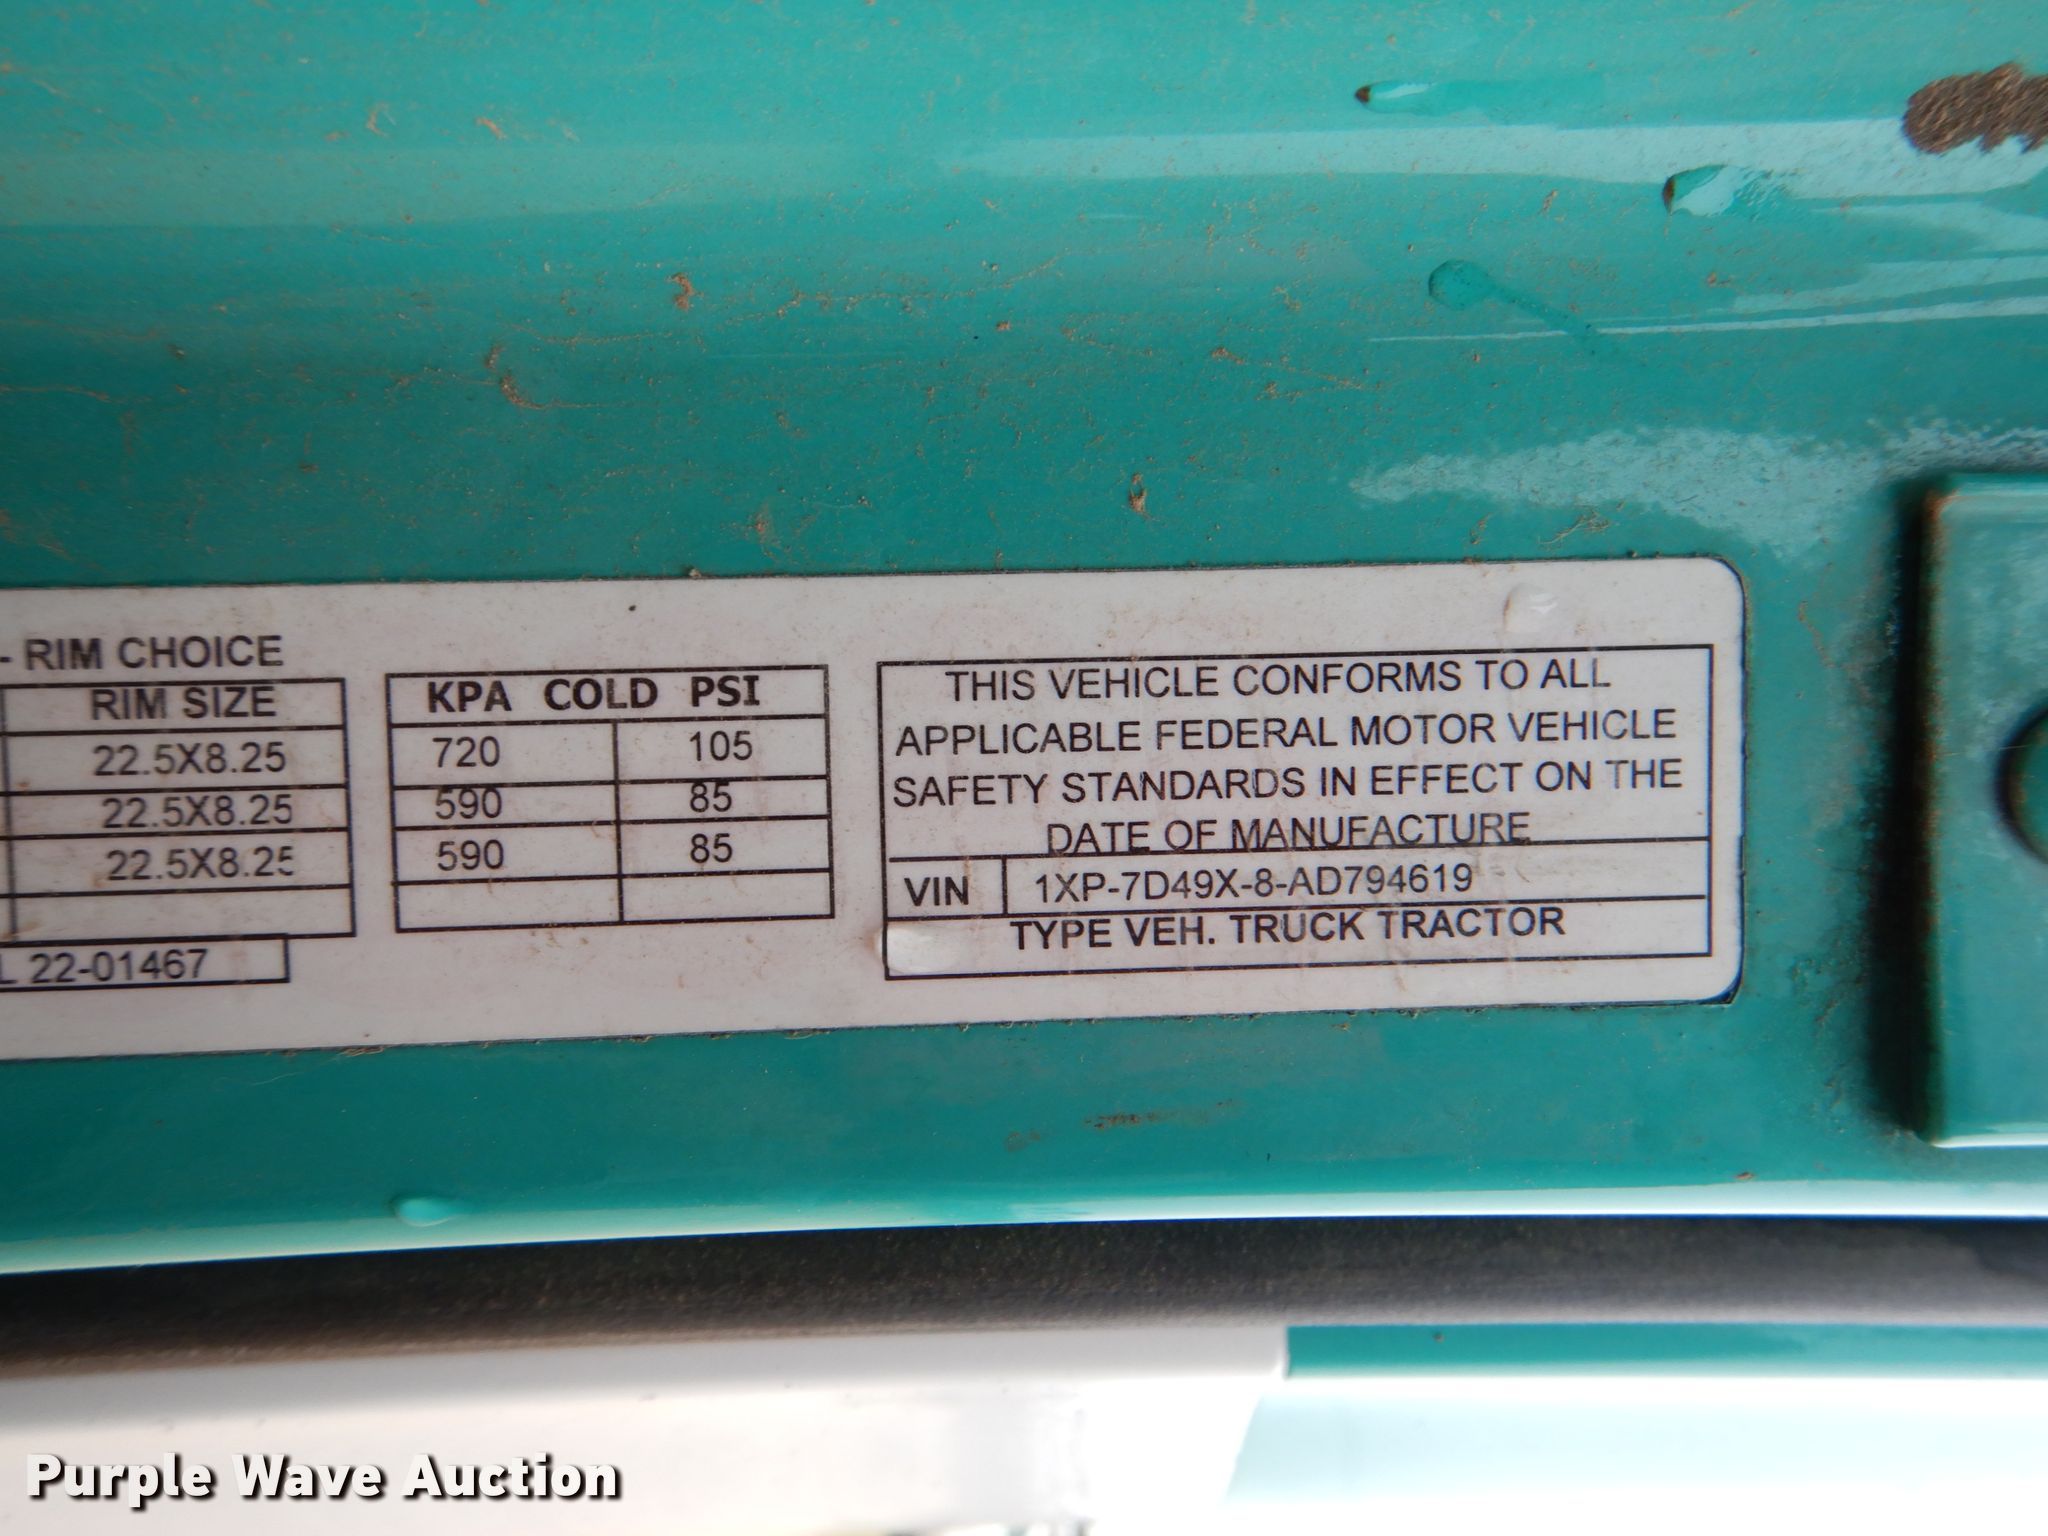 - RIM CHOICE
RIM SIZE
22.5X8.25
22.5X8.25
22.5X8.25
L 22-01467
KPA COLD PSI
720 105
590 85
590 85
THIS VEHICLE CONFORMS TO ALL
APPLICABLE FEDERAL MOTOR VEHICLE
SAFETY STANDARDS IN EFFECT ON THE
DATE OF MANUFACTURE
VIN 1XP-7D49X-8-AD794619
TYPE VEH. TRUCK TRACTOR
Purple Wave Auction